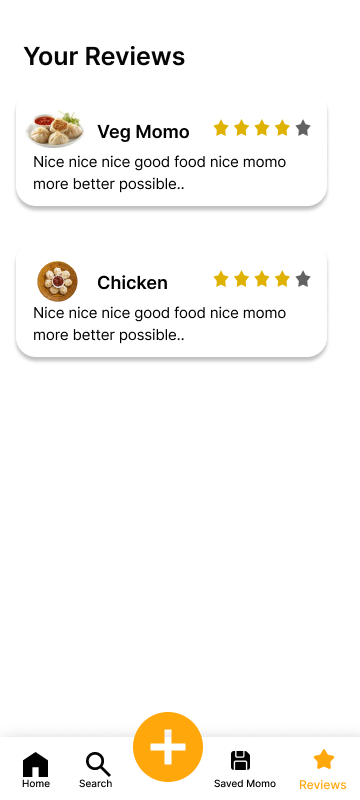 Your Reviews
Veg Momo
Nice nice nice good food nice momo
more better possible..
Chicken
Nice nice nice good food nice momo
more better possible..
Home
Search
Saved Momo
Reviews